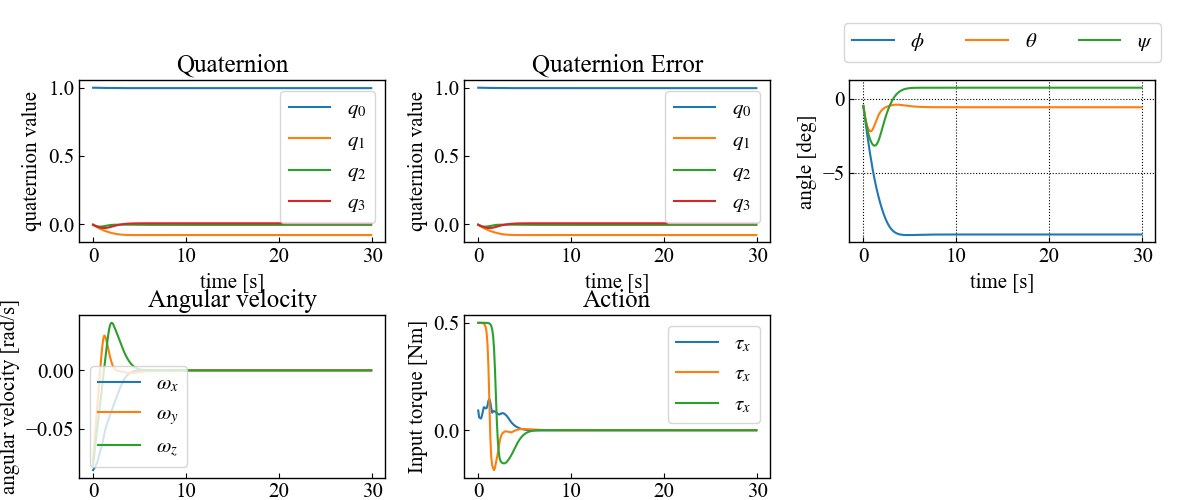 ϕ θ ψ
Quaternion
quaternion value
1.0
0.5
0.0
q0
q1
q2
q3
0 10 20 30
time [s]
Quaternion Error
quaternion value
1.0
0.5
0.0
q0
q1
q2
q3
0 10 20 30
time [s]
angle [deg]
0
−5
0 10 20 30
time [s]
Angular velocity
angular velocity [rad/s]
0.00
−0.05
ωx
ωy
ωz
0 10 20 30
Action
Input torque [Nm]
0.5
0.0
τx
τx
τx
0 10 20 30